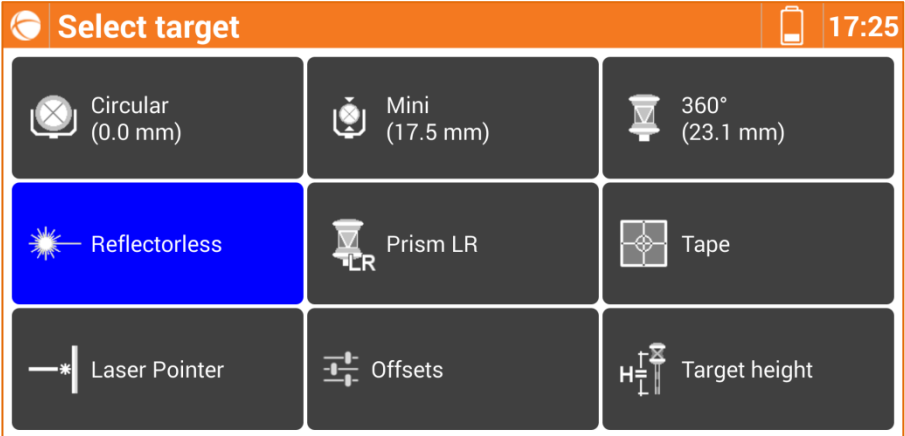 Select target
17:25
Circular
(0.0 mm)
Mini
(17.5 mm)
360°
(23.1 mm)
Reflectorless
LR
Prism LR
Tape
Laser Pointer
Offsets
H=
Target height